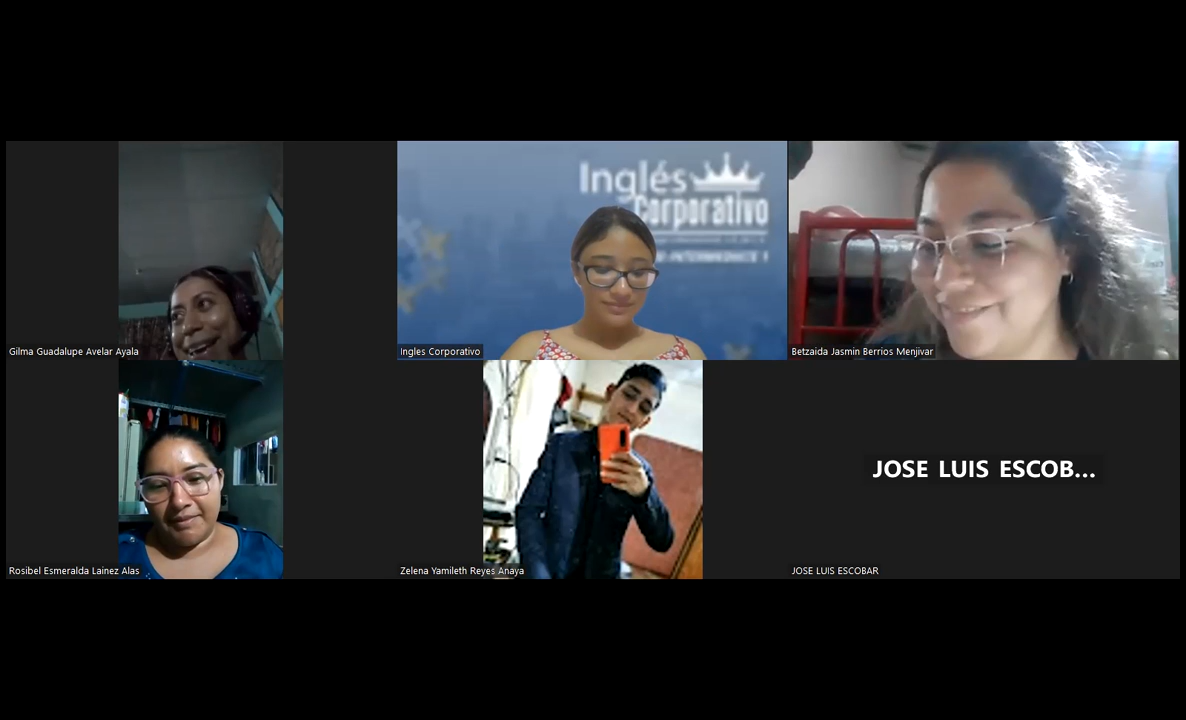 Inglés
Corporativo
Gilma Guadalupe Avelar Ayala
Ingles Corporativo
Betzaida Jasmin Berrios Menjivar
JOSE LUIS ESCOB...
Rosibel Esmeralda Lainez Alas
Zelena Yamileth Reyes Anaya
JOSE LUIS ESCOBAR